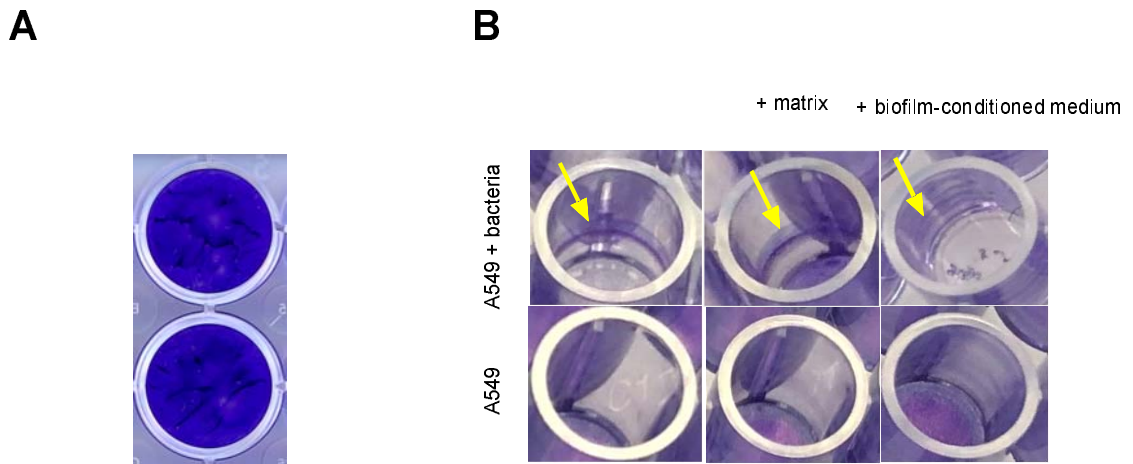 A
B
+ matrix
+ biofilm-conditioned medium
A549 + bacteria
A549